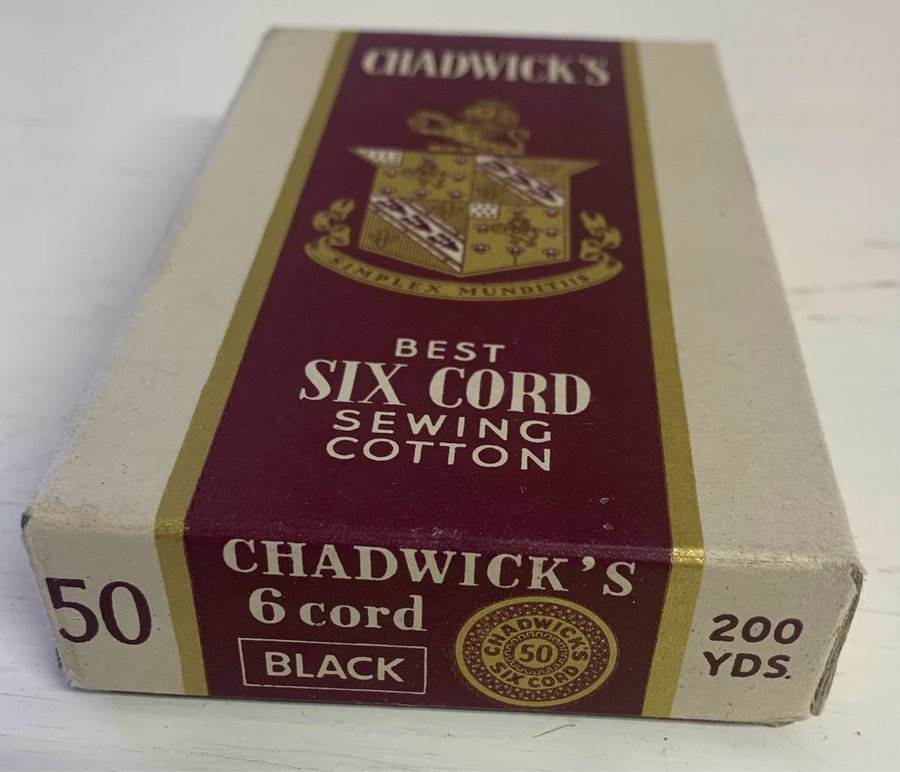 CHADWICK'S
SIMPLEX MUNDITIIS
BEST
SIX CORD
SEWING
COTTON
CHADWICK'S
6 cord
BLACK
50
CHADWICK'S
50
SIX CORD
200
YDS.